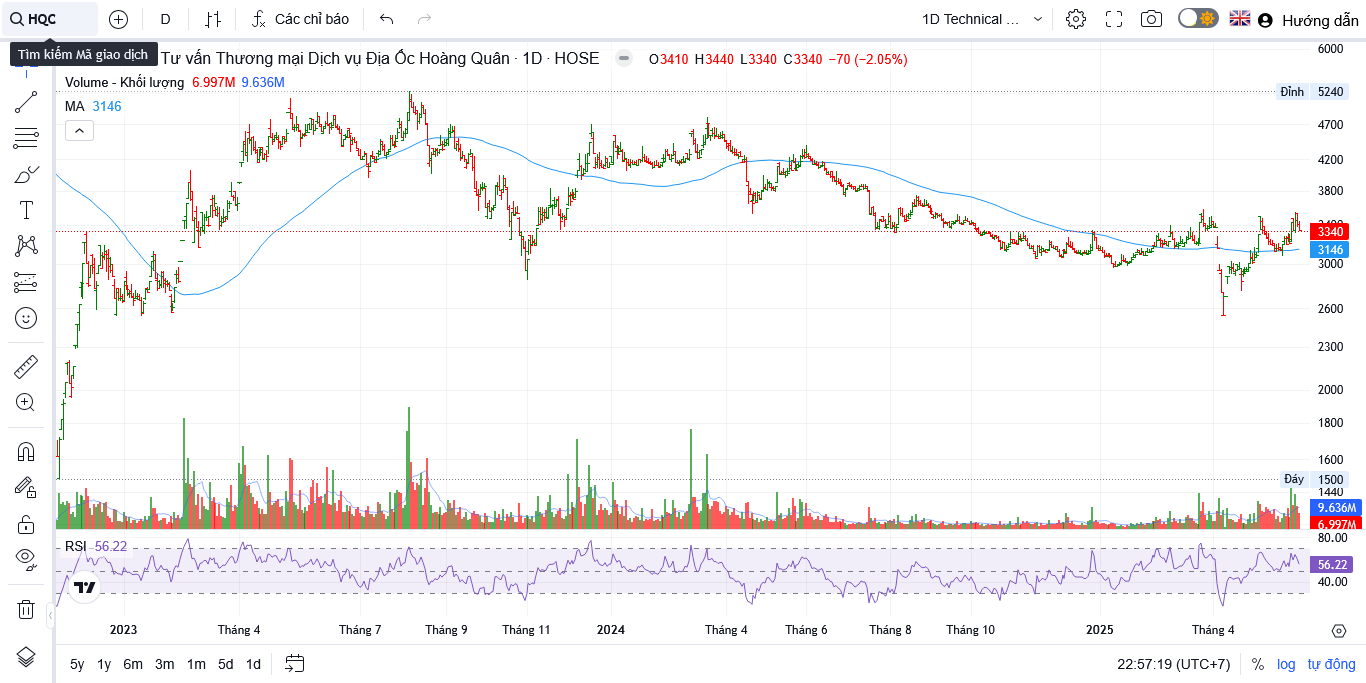 HQC
D
Các chỉ báo
1D Technical ...
Hướng dẫn
Tìm kiếm Mã giao dịch
Tư vấn Thương mại Dịch vụ Địa Ốc Hoàng Quân · 1D · HOSE
O3410 H3440 L3340 C3340 −70 (−2.05%)
Volume - Khối lượng 6.997M 9.636M
MA 3146
6000
Đỉnh 5240
4700
4200
3800
3400
3340
3146
3000
2600
2300
2000
1800
1600
Đáy 1500
1440
9.636M
6.997M
RSI 56.22
80.00
56.22
40.00
2023 Tháng 4 Tháng 7 Tháng 9 Tháng 11 2024 Tháng 4 Tháng 6 Tháng 8 Tháng 10 2025 Tháng 4
5y 1y 6m 3m 1m 5d 1d
22:57:19 (UTC+7) % log tự động